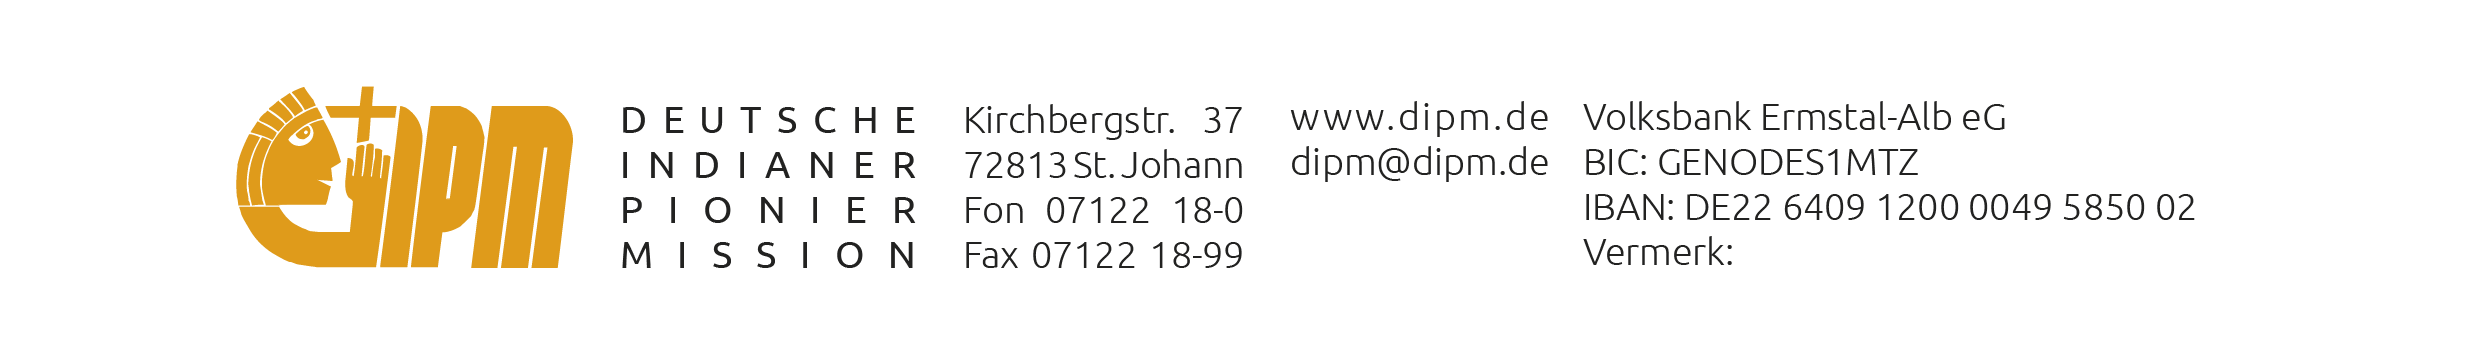 DIPM
DEUTSCHE
INDIANER
PIONIER
MISSION
Kirchbergstr. 37
72813 St. Johann
Fon 07122 18-0
Fax 07122 18-99
www.dipm.de
dipm@dipm.de
Volksbank Ermstal-Alb eG
BIC: GENODES1MTZ
IBAN: DE22 6409 1200 0049 5850 02
Vermerk: